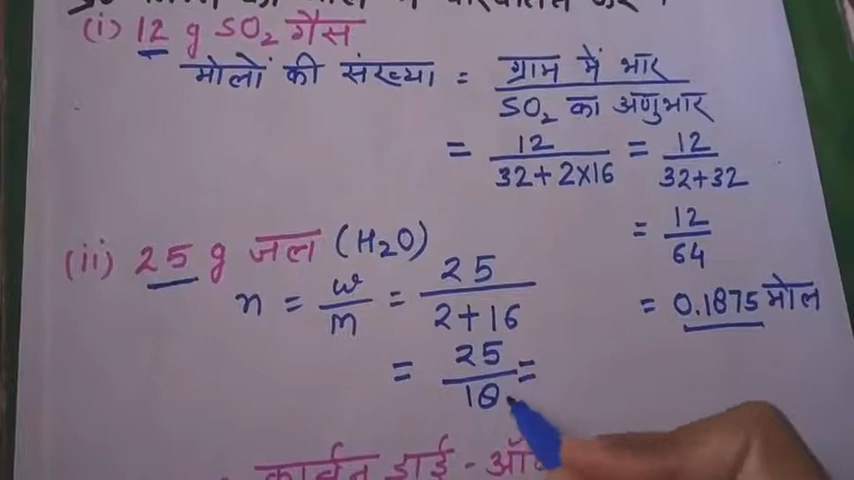 (i) 12 g SO₂ गैस
मोलों की संख्या = ग्राम में भार / SO₂ का अणुभार
= 12 / 32+2×16 = 12 / 32+32
= 12 / 64
= 0.1875 मोल
(ii) 25 g जल (H₂O)
n = w / m = 25 / 2+16
= 25 / 18 =
कार्बन डाई-ऑ